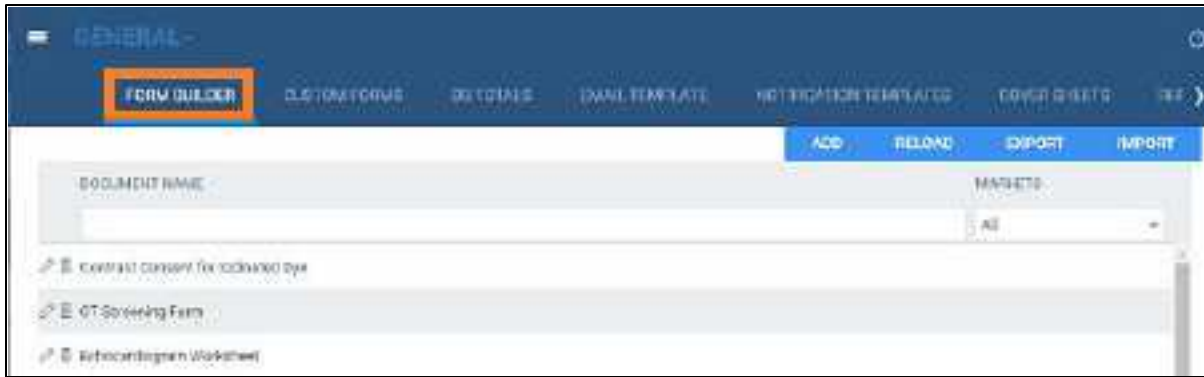 GENERAL
FORM BUILDER CUSTOM FORMS EMAIL TEMPLATE NOTIFICATION TEMPLATES COVER SHEETS
ADD RELOAD EXPORT IMPORT
DOCUMENT NAME MARKETS
All
Contrast Consent for Iodinated Dye
CT Screening Form
Echocardiogram Worksheet